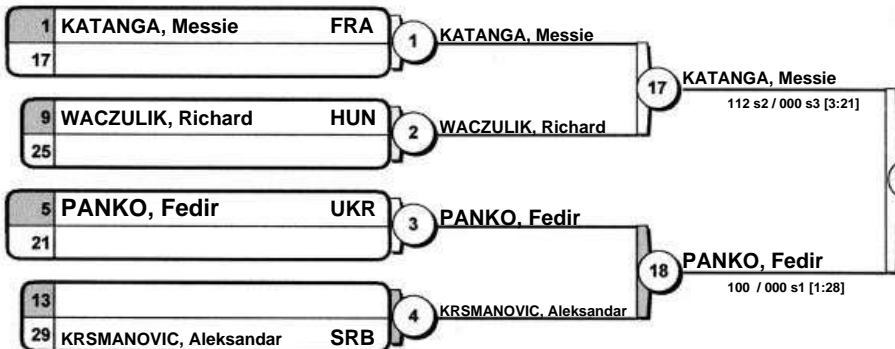 1 KATANGA, Messie FRA
17
1 KATANGA, Messie
9 WACZULIK, Richard HUN
25
2 WACZULIK, Richard
17 KATANGA, Messie
112 s2 / 000 s3 [3:21]
5 PANKO, Fedir UKR
21
3 PANKO, Fedir
13
29 KRSMANOVIC, Aleksandar SRB
4 KRSMANOVIC, Aleksandar
18 PANKO, Fedir
100 / 000 s1 [1:28]